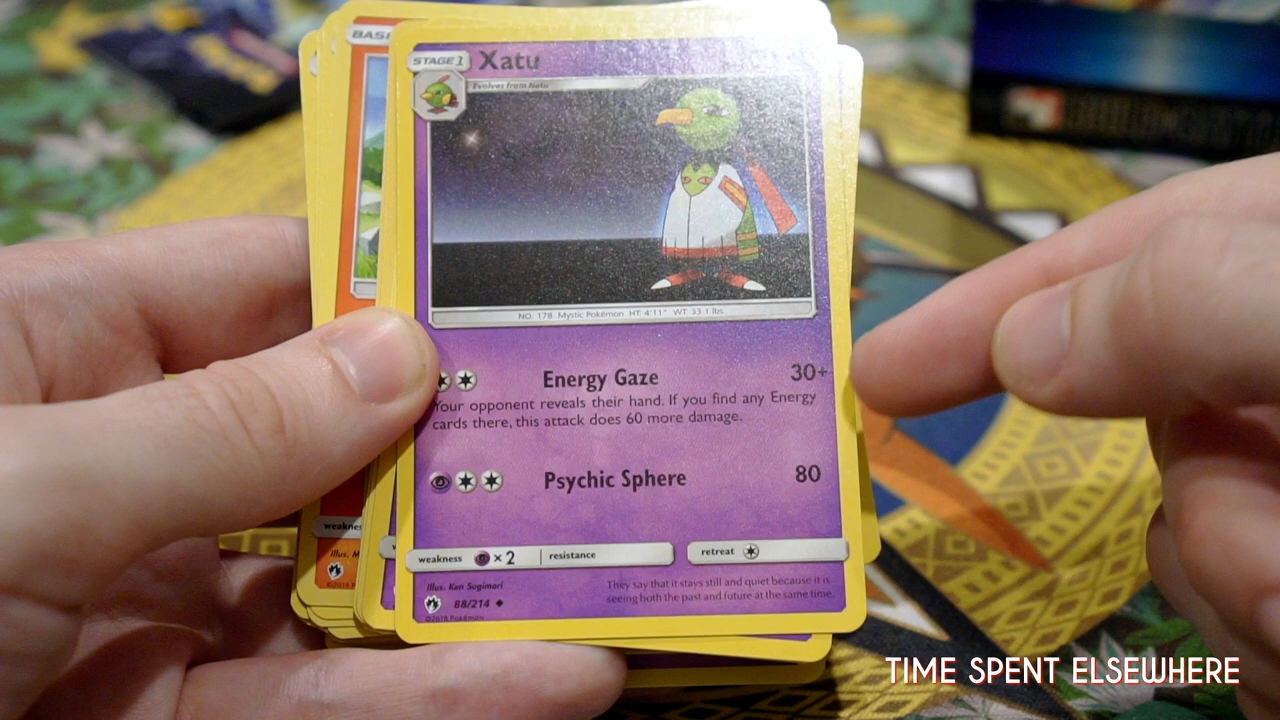 BASI
STAGE 1 Xatu
Evolves from Natu
NO. 178 Mystic Pokémon HT: 4'11" WT: 33.1 lbs.
Energy Gaze 30+
Your opponent reveals their hand. If you find any Energy
cards there, this attack does 60 more damage.
Psychic Sphere 80
weakness ×2 resistance retreat
weaknes
Illus. Ken Sugimori
They say that it stays still and quiet because it is
seeing both the past and future at the same time.
88/214
©2018 Pokémon
Illus. M
TIME SPENT ELSEWHERE